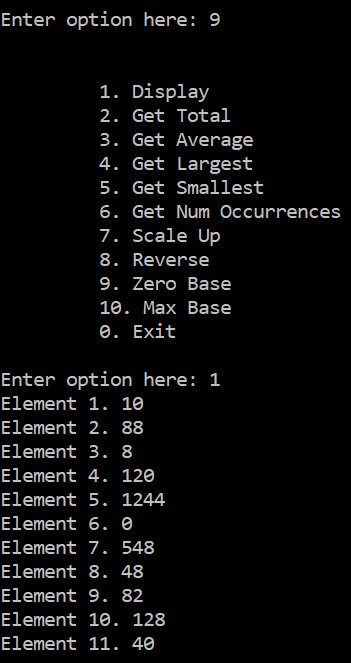 Enter option here: 9
1. Display
2. Get Total
3. Get Average
4. Get Largest
5. Get Smallest
6. Get Num Occurrences
7. Scale Up
8. Reverse
9. Zero Base
10. Max Base
0. Exit
Enter option here: 1
Element 1. 10
Element 2. 88
Element 3. 8
Element 4. 120
Element 5. 1244
Element 6. 0
Element 7. 548
Element 8. 48
Element 9. 82
Element 10. 128
Element 11. 40